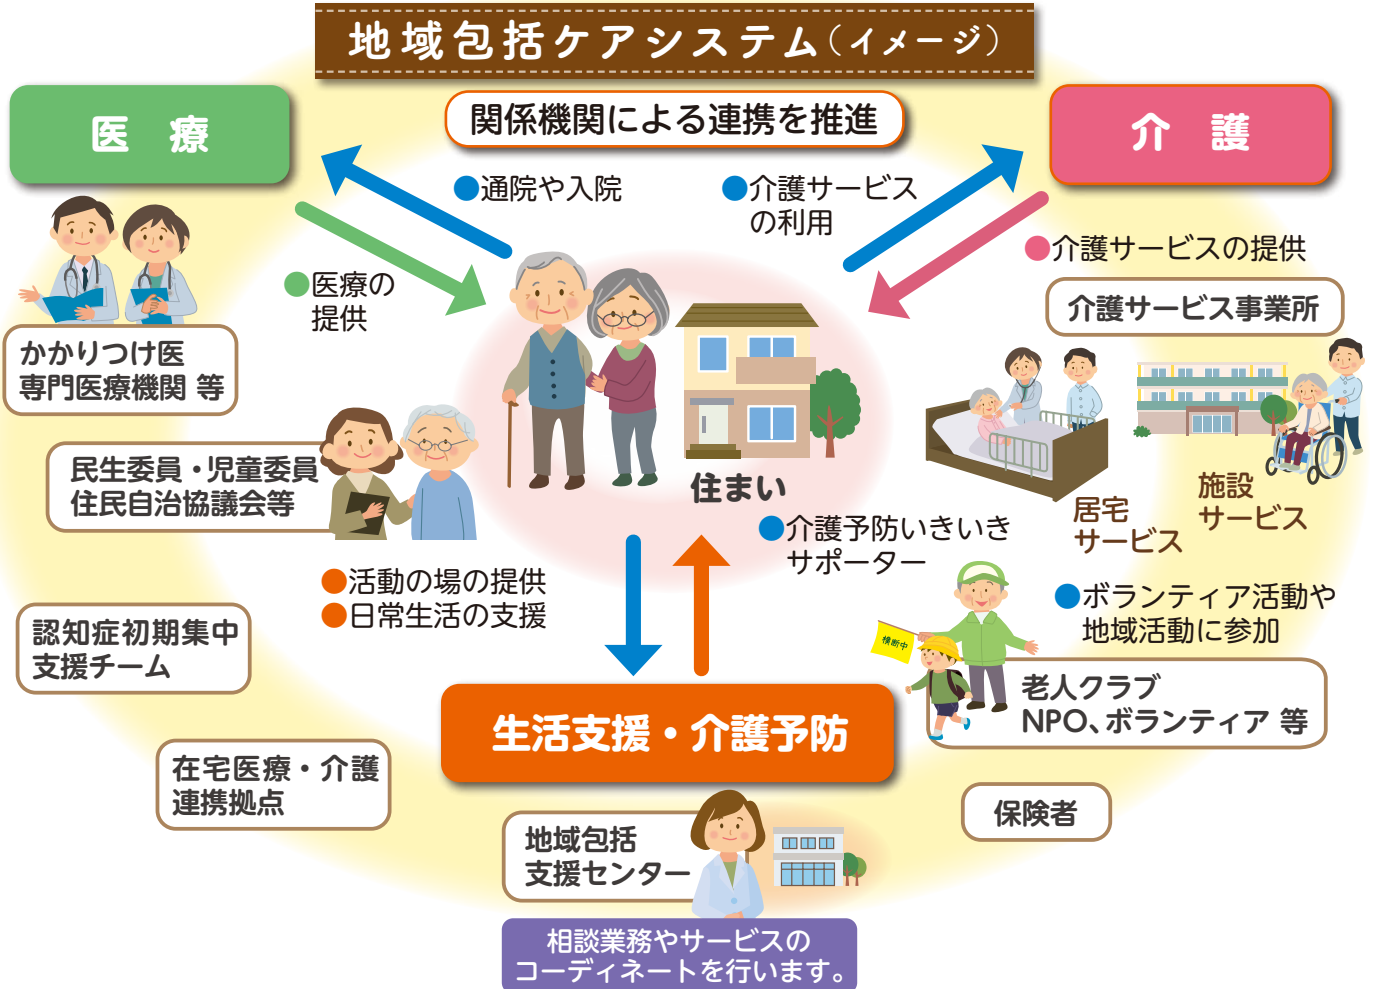 地域包括ケアシステム（イメージ）
関係機関による連携を推進
医　療
介　護
●通院や入院
●介護サービス
の利用
●医療の
提供
●介護サービスの提供
かかりつけ医
専門医療機関 等
介護サービス事業所
民生委員・児童委員
住民自治協議会等
住まい
居宅
サービス
施設
サービス
●介護予防いきいき
サポーター
●活動の場の提供
●日常生活の支援
●ボランティア活動や
地域活動に参加
横断中
認知症初期集中
支援チーム
老人クラブ
NPO、ボランティア 等
生活支援・介護予防
在宅医療・介護
連携拠点
保険者
地域包括
支援センター
相談業務やサービスの
コーディネートを行います。